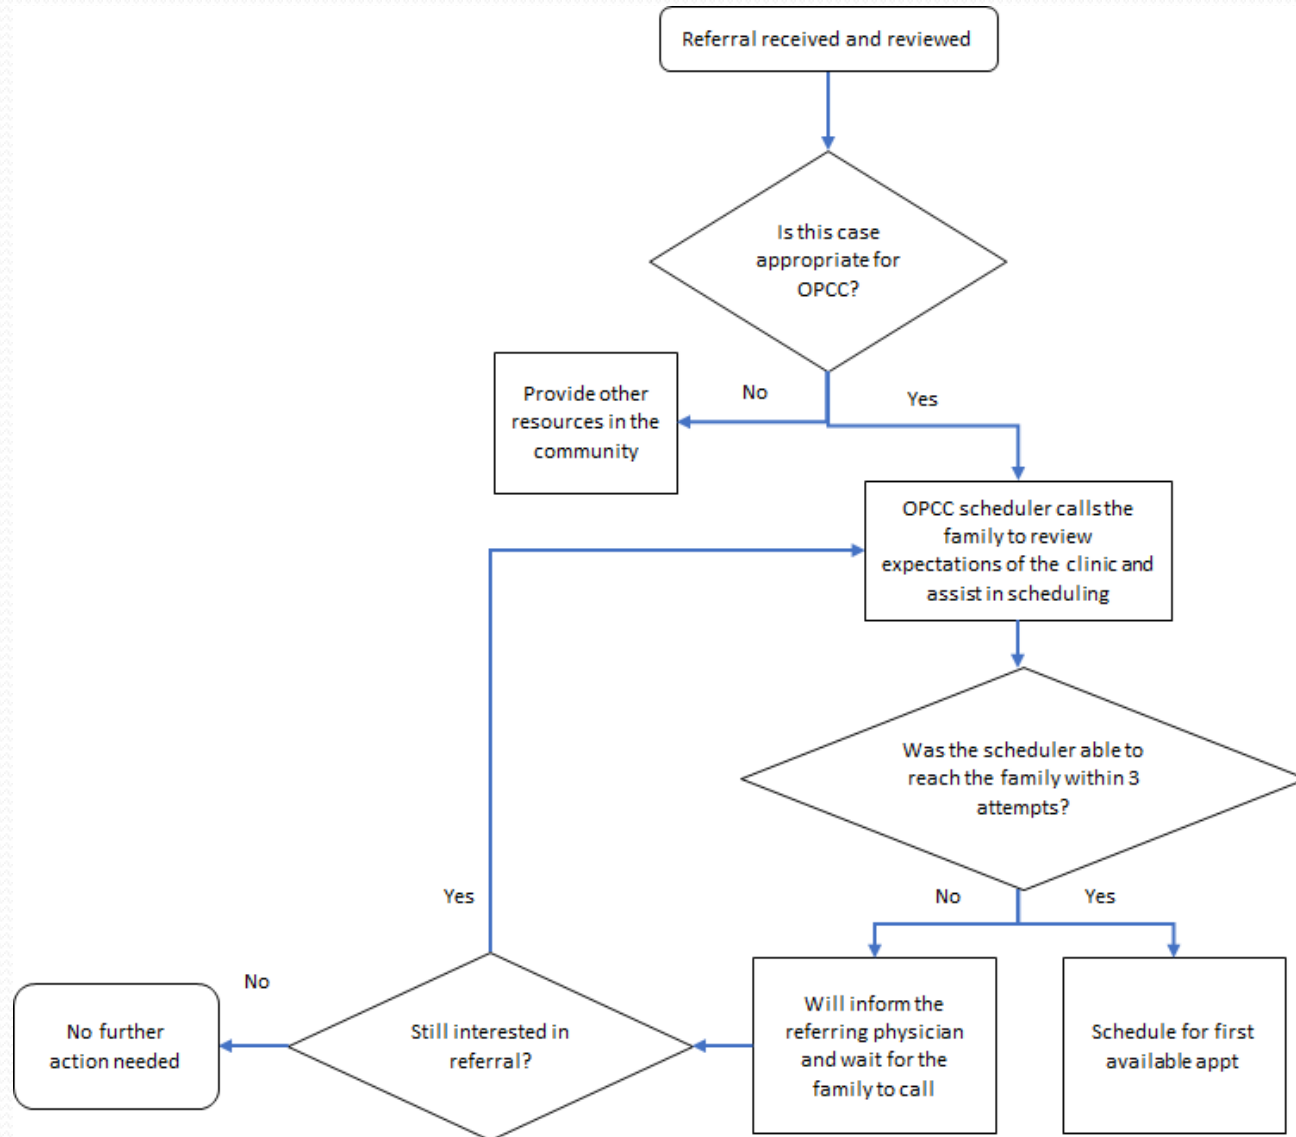 Referral received and reviewed
Is this case
appropriate for
OPCC?
No
Yes
Provide other
resources in the
community
OPCC scheduler calls the
family to review
expectations of the clinic and
assist in scheduling
Was the scheduler able to
reach the family within 3
attempts?
No
Yes
Yes
No
No further
action needed
Still interested in
referral?
Will inform the
referring physician
and wait for the
family to call
Schedule for first
available appt